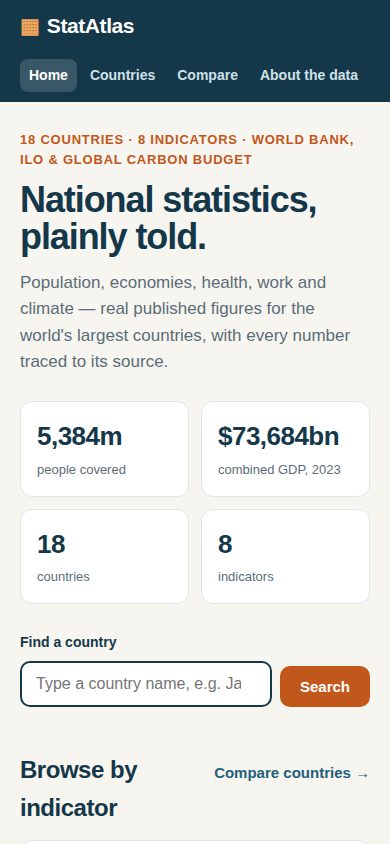 StatAtlas
Home Countries Compare About the data
18 COUNTRIES · 8 INDICATORS · WORLD BANK,
ILO & GLOBAL CARBON BUDGET
National statistics,
plainly told.
Population, economies, health, work and
climate — real published figures for the
world's largest countries, with every number
traced to its source.
5,384m
people covered
$73,684bn
combined GDP, 2023
18
countries
8
indicators
Find a country
Type a country name, e.g. Ja
Search
Browse by
indicator
Compare countries →